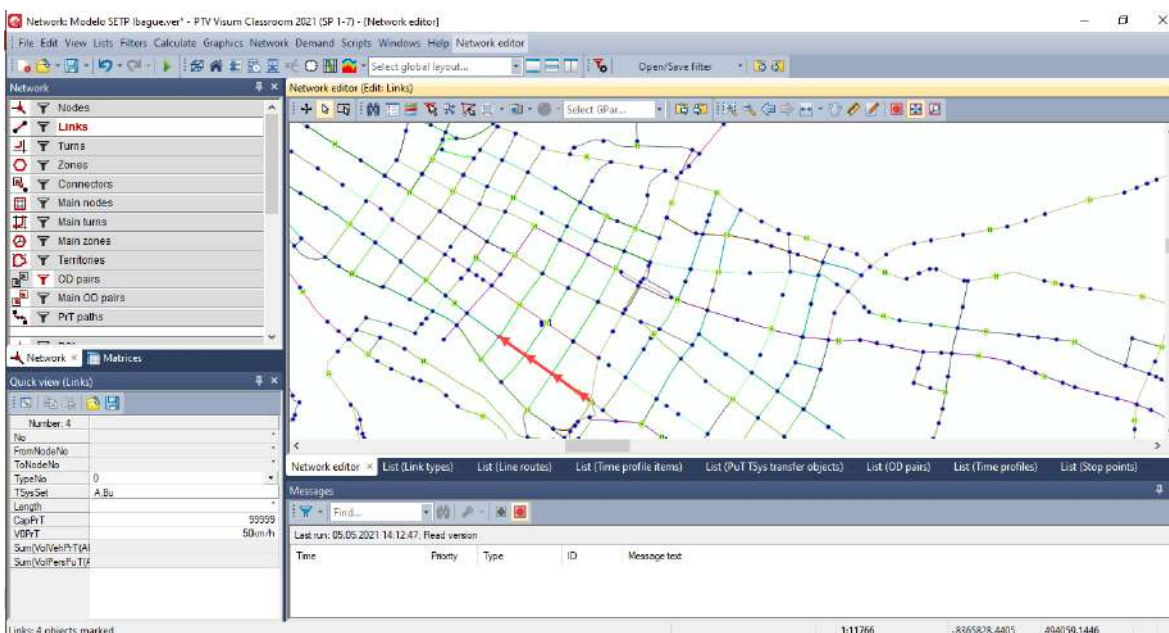 Network: Modelo SETP Ibague.ver* - PTV Visum Classroom 2021 (SP 1-7) - [Network editor]
File Edit View Lists Filters Calculate Graphics Network Demand Scripts Windows Help Network editor
Select global layout...
Open/Save filter
Network
Network editor (Edit: Links)
Select GPar...
Nodes
Links
Turns
Zones
Connectors
Main nodes
Main turns
Main zones
Territories
OD pairs
Main OD pairs
PrT paths
Network
Matrices
Quick view (Links)
Number: 4
No *
FromNodeNo *
ToNodeNo *
TypeNo 0
TSysSet A,Bu
Length *
CapPrT 99999
V0PrT 50km/h
Sum(VolVehPrT(Al
Sum(VolPersPuT(A
Network editor
List (Link types)
List (Line routes)
List (Time profile items)
List (PuT TSys transfer objects)
List (OD pairs)
List (Time profiles)
List (Stop points)
Messages
Find...
Last run: 05.05.2021 14:12:47, Read version
Time Priority Type ID Message text
Links: 4 objects marked
1:11766
-8365828.4405
494059.1446